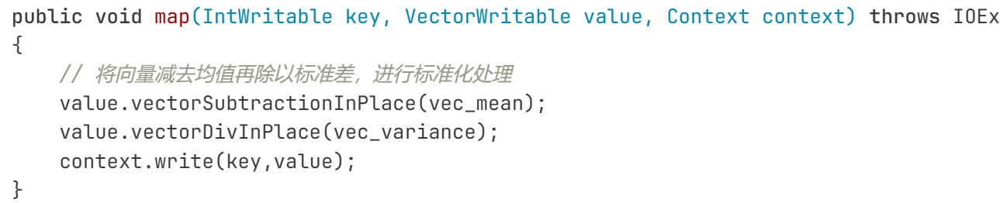 public void map(IntWritable key, VectorWritable value, Context context) throws IOEx
{
    // 将向量减去均值再除以标准差，进行标准化处理
    value.vectorSubtractionInPlace(vec_mean);
    value.vectorDivInPlace(vec_variance);
    context.write(key,value);
}